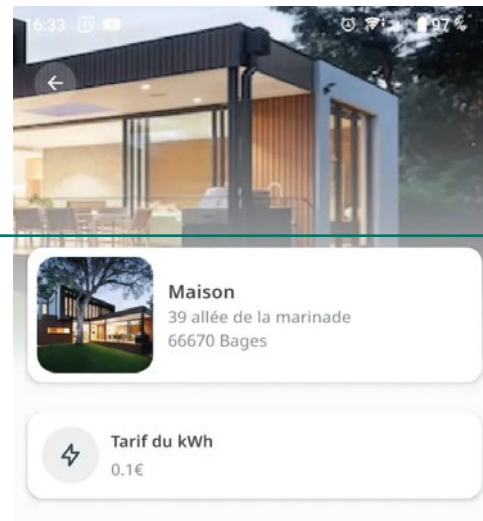 16:33 97 %
Maison
39 allée de la marinade
66670 Bages
Tarif du kWh
0.1€